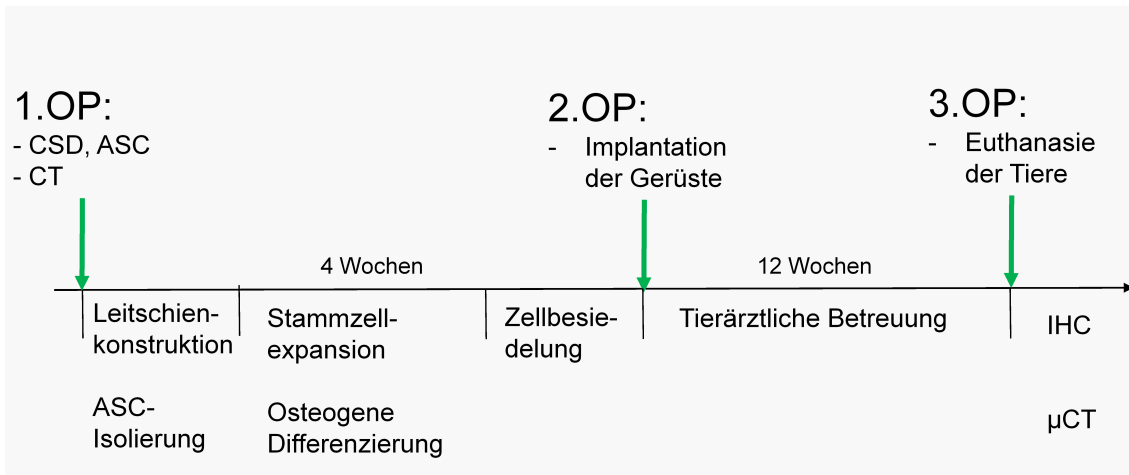 1.OP:
- CSD, ASC
- CT
2.OP:
- Implantation
der Gerüste
3.OP:
- Euthanasie
der Tiere
4 Wochen
12 Wochen
Leitschien-
konstruktion
Stammzell-
expansion
Zellbesie-
delung
Tierärztliche Betreuung
IHC
ASC-
Isolierung
Osteogene
Differenzierung
µCT